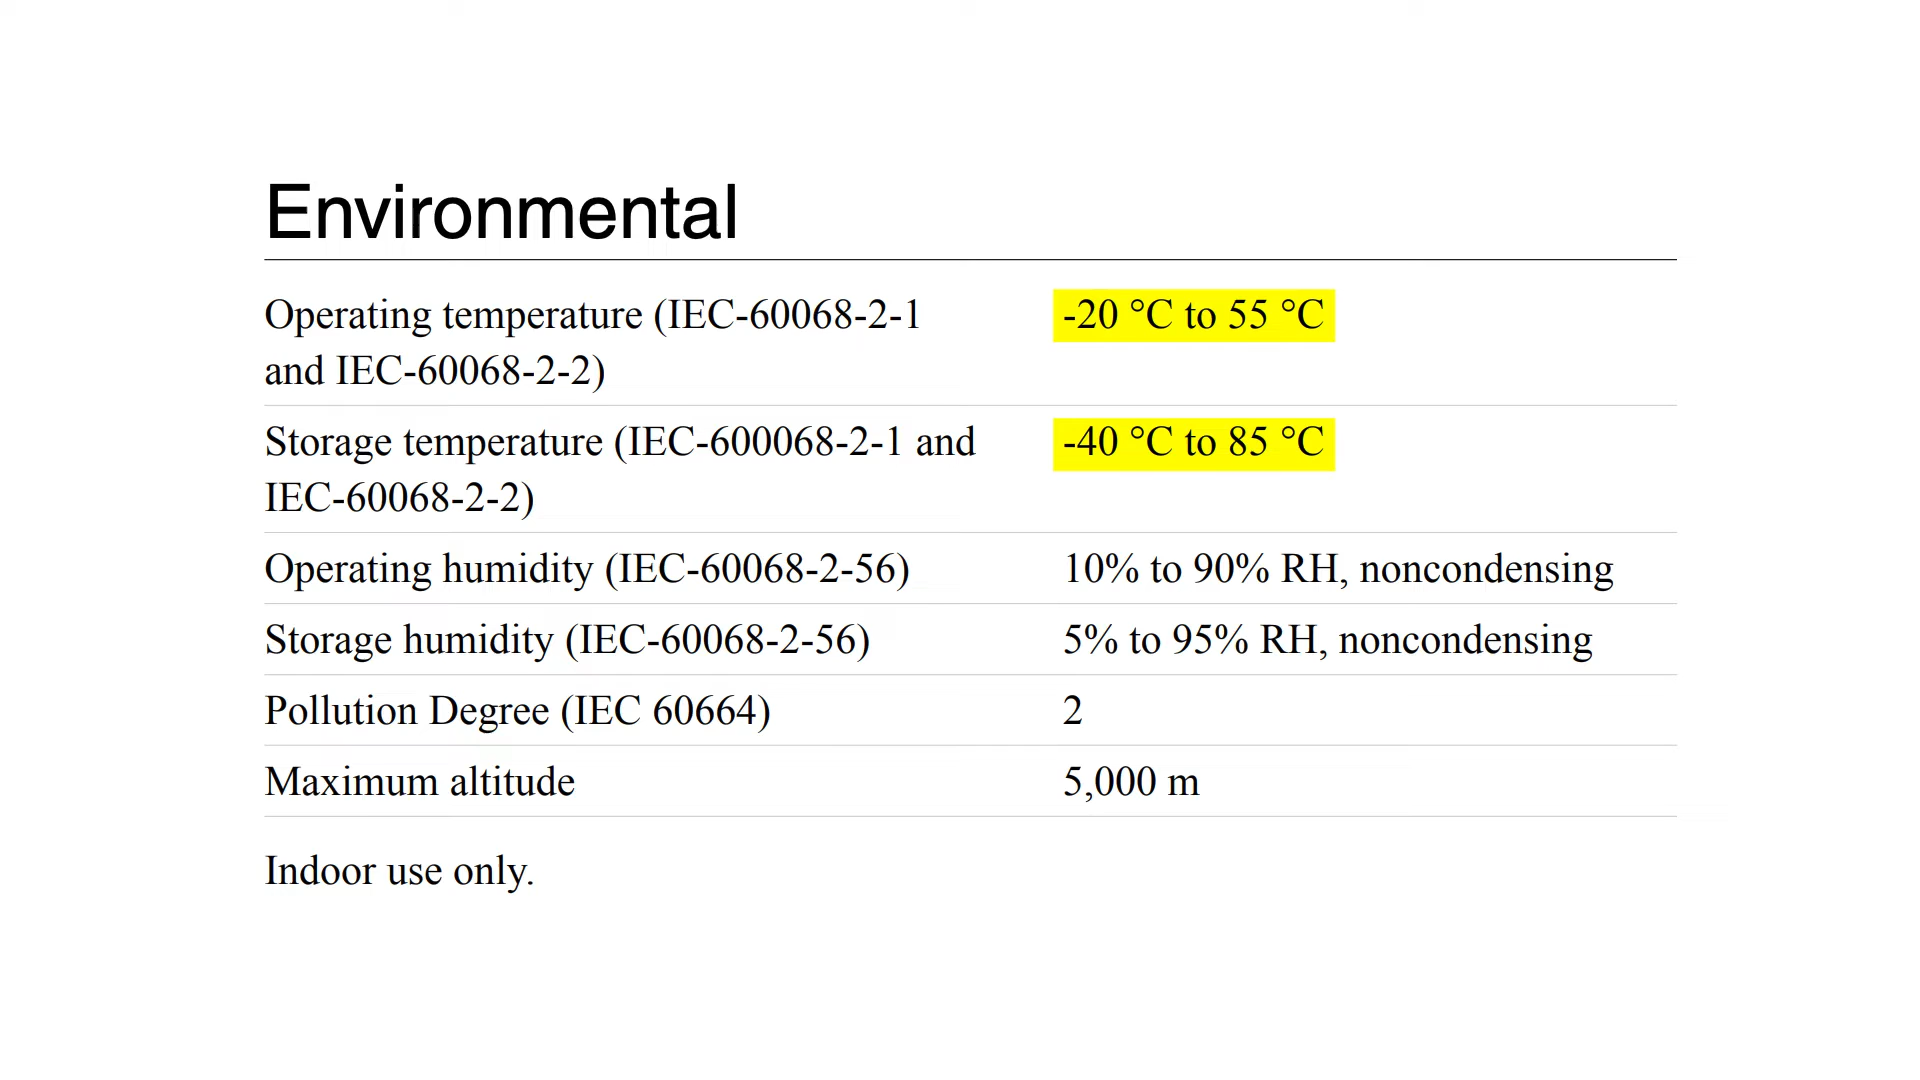 Environmental
Operating temperature (IEC-60068-2-1 -20 °C to 55 °C
and IEC-60068-2-2)
Storage temperature (IEC-600068-2-1 and -40 °C to 85 °C
IEC-60068-2-2)
Operating humidity (IEC-60068-2-56) 10% to 90% RH, noncondensing
Storage humidity (IEC-60068-2-56) 5% to 95% RH, noncondensing
Pollution Degree (IEC 60664) 2
Maximum altitude 5,000 m
Indoor use only.